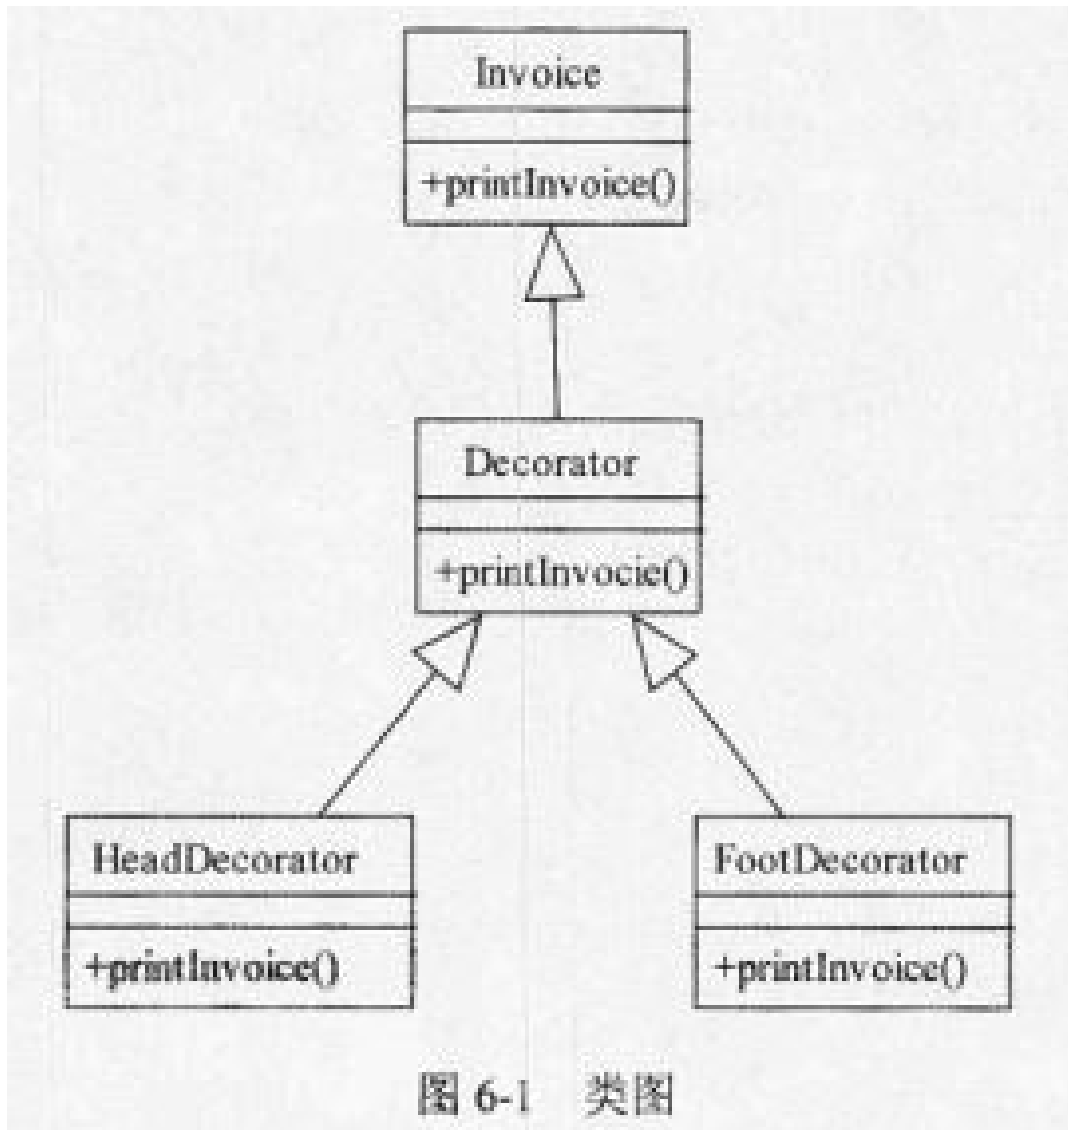 Invoice
+printInvoice()
Decorator
+printInvocie()
HeadDecorator
FootDecorator
+printInvoice()
+printInvoice()
图 6-1 类图